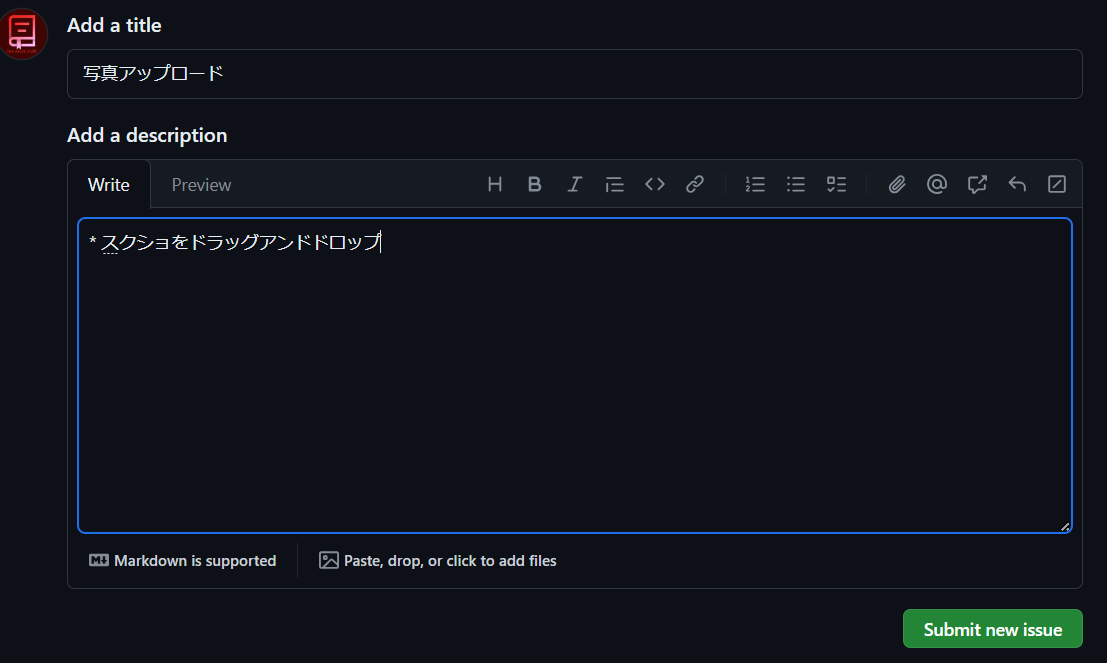 Add a title
写真アップロード
Add a description
Write Preview
* スクショをドラッグアンドドロップ
Markdown is supported Paste, drop, or click to add files
Submit new issue